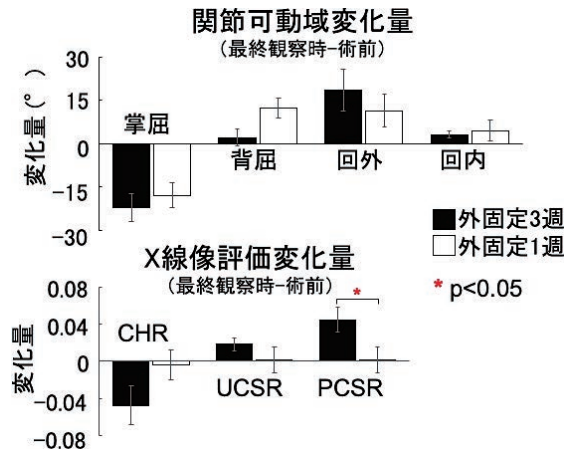 関節可動域変化量
（最終観察時−術前）
変化量(°)
30
15
0
−15
−30
掌屈
背屈
回外
回内
外固定3週
外固定1週
* p<0.05
X線像評価変化量
（最終観察時−術前）
変化量
0.08
0.04
0
−0.04
−0.08
CHR
UCSR
PCSR
*